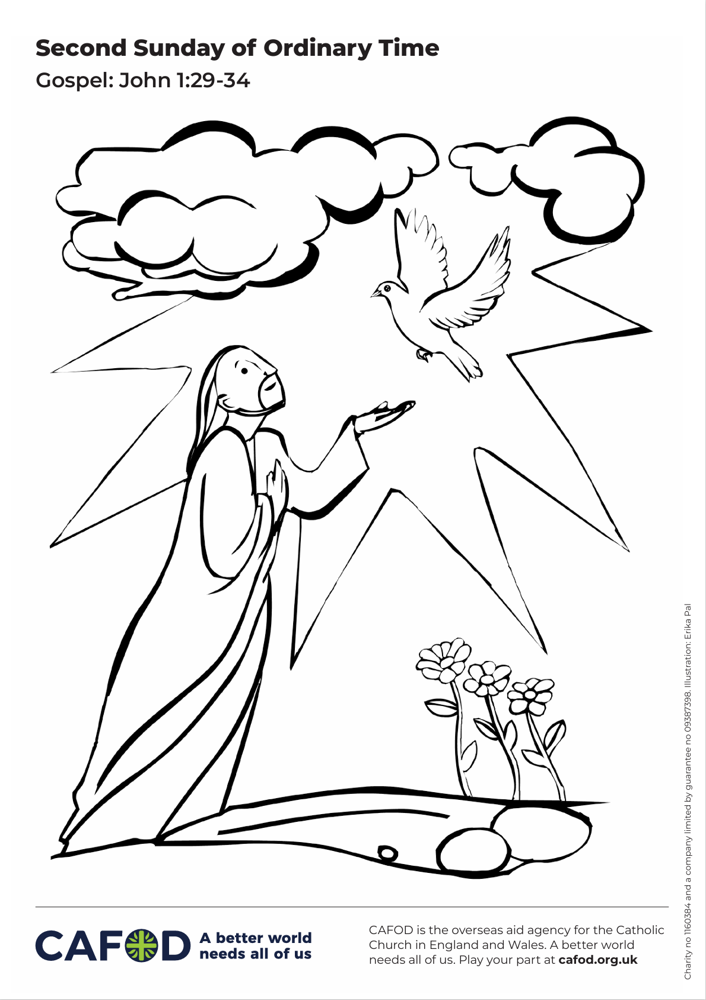 Second Sunday of Ordinary Time
Gospel: John 1:29-34
Charity no 1160384 and a company limited by guarantee no 09387398. Illustration: Erika Pal
CAFOD
A better world
needs all of us
CAFOD is the overseas aid agency for the Catholic
Church in England and Wales. A better world
needs all of us. Play your part at cafod.org.uk